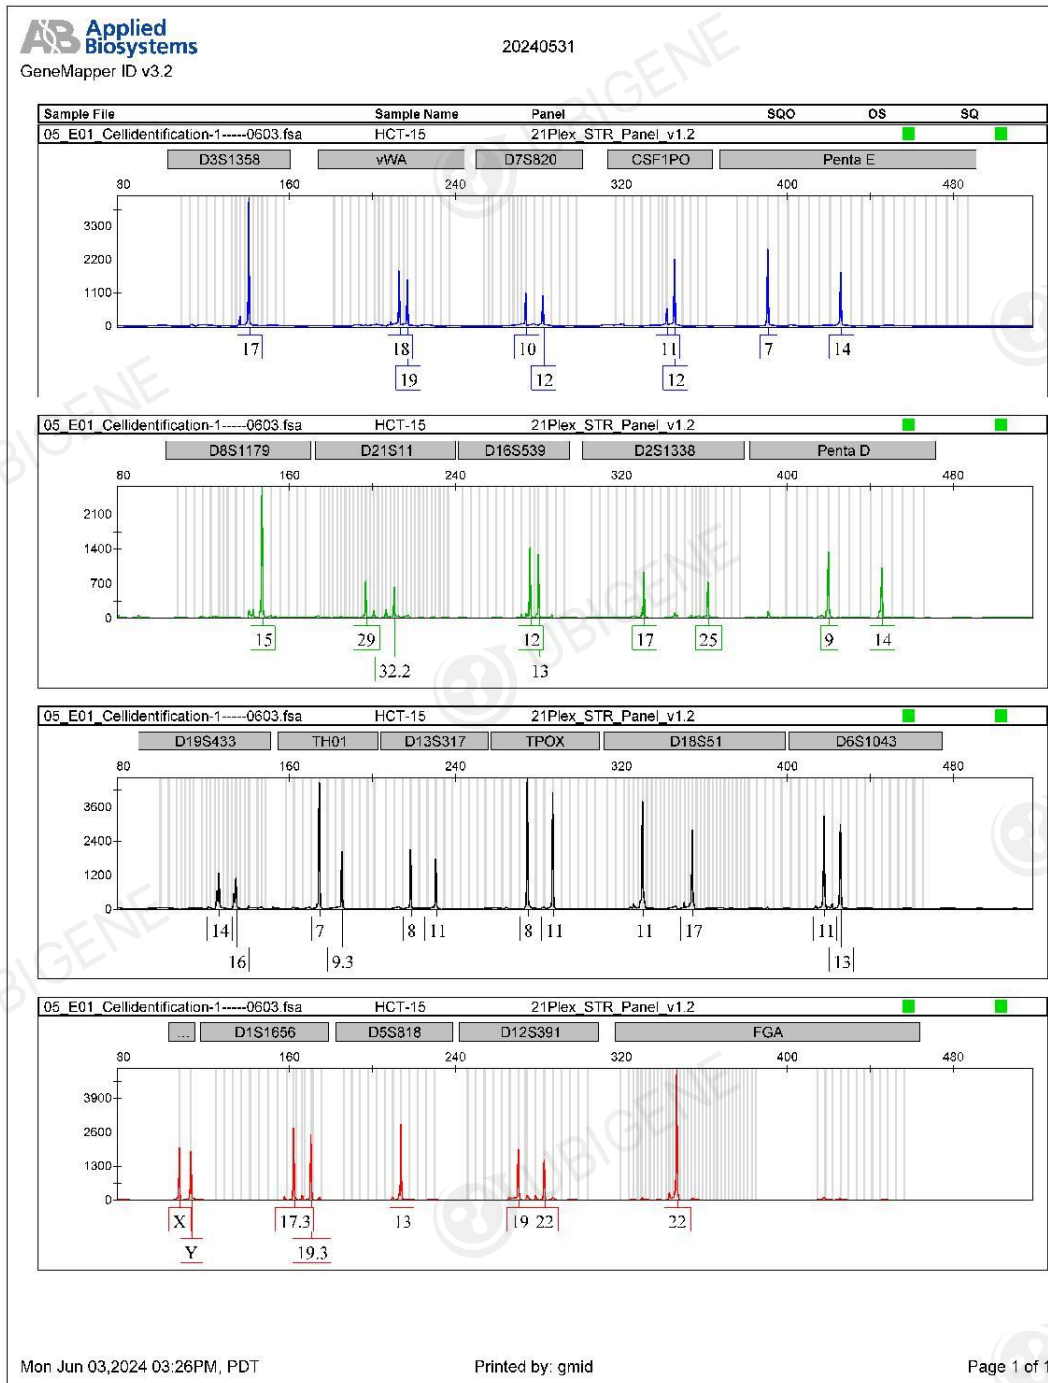 AB Applied Biosystems
20240531
GeneMapper ID v3.2
Sample File Sample Name Panel SQO OS SQ
05_E01_Cellidentification-1-----0603.fsa HCT-15 21Plex_STR_Panel_v1.2
D3S1358 vWA D7S820 CSF1PO Penta E
80 160 240 320 400 480
3300
2200
1100
0
17 18 10 11 7 14
19 12 12
05_E01_Cellidentification-1-----0603.fsa HCT-15 21Plex_STR_Panel_v1.2
D8S1179 D21S11 D16S539 D2S1338 Penta D
80 160 240 320 400 480
2100
1400
700
0
15 29 12 17 25 9 14
32.2 13
05_E01_Cellidentification-1-----0603.fsa HCT-15 21Plex_STR_Panel_v1.2
D19S433 TH01 D13S317 TPOX D18S51 D6S1043
80 160 240 320 400 480
3600
2400
1200
0
14 7 8 11 8 11 11 17 11
16 9.3 13
05_E01_Cellidentification-1-----0603.fsa HCT-15 21Plex_STR_Panel_v1.2
... D1S1656 D5S818 D12S391 FGA
80 160 240 320 400 480
3900
2600
1300
0
X 17.3 13 19 22 22
Y 19.3
Mon Jun 03,2024 03:26PM, PDT Printed by: gmid Page 1 of 1
UBIGENE
UBIGENE
UBIGENE
UBIGENE
UBIGENE